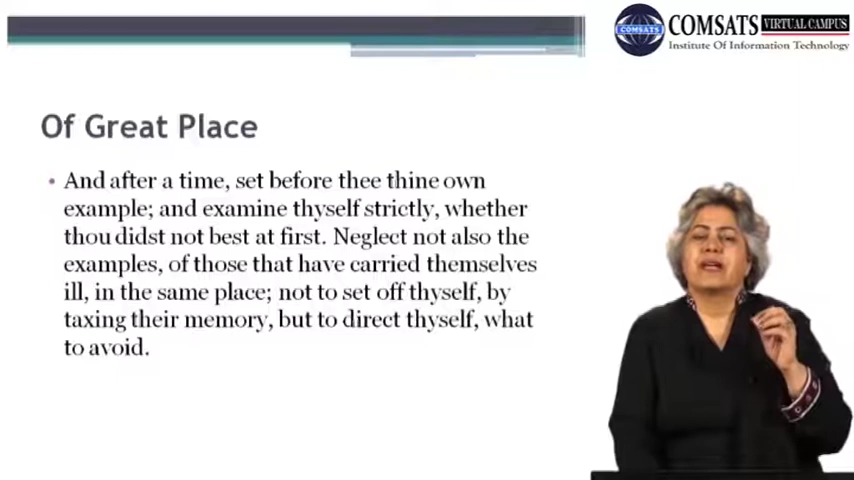 COMSATS
COMSATS VIRTUAL CAMPUS
Institute Of Information Technology
Of Great Place
• And after a time, set before thee thine own
example; and examine thyself strictly, whether
thou didst not best at first. Neglect not also the
examples, of those that have carried themselves
ill, in the same place; not to set off thyself, by
taxing their memory, but to direct thyself, what
to avoid.